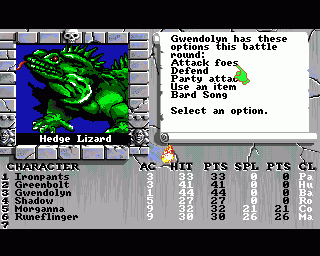 Gwendolyn has these
options this battle
round:
Attack foes
Defend
Party attac
Use an item
Bard Song
Select an option.
Hedge Lizard
CHARACTER AC HIT PTS SPL PTS CL
1 Ironpants 3 33 33 0 0 Pa
2 Greenbolt 3 41 41 0 0 Hu
3 Gwendolyn 1 44 44 0 0 Ba
4 Shadow 5 27 27 0 0 Ro
5 Morganna 9 32 32 21 21 Co
6 Runeflinger 9 30 30 26 26 Ma
7